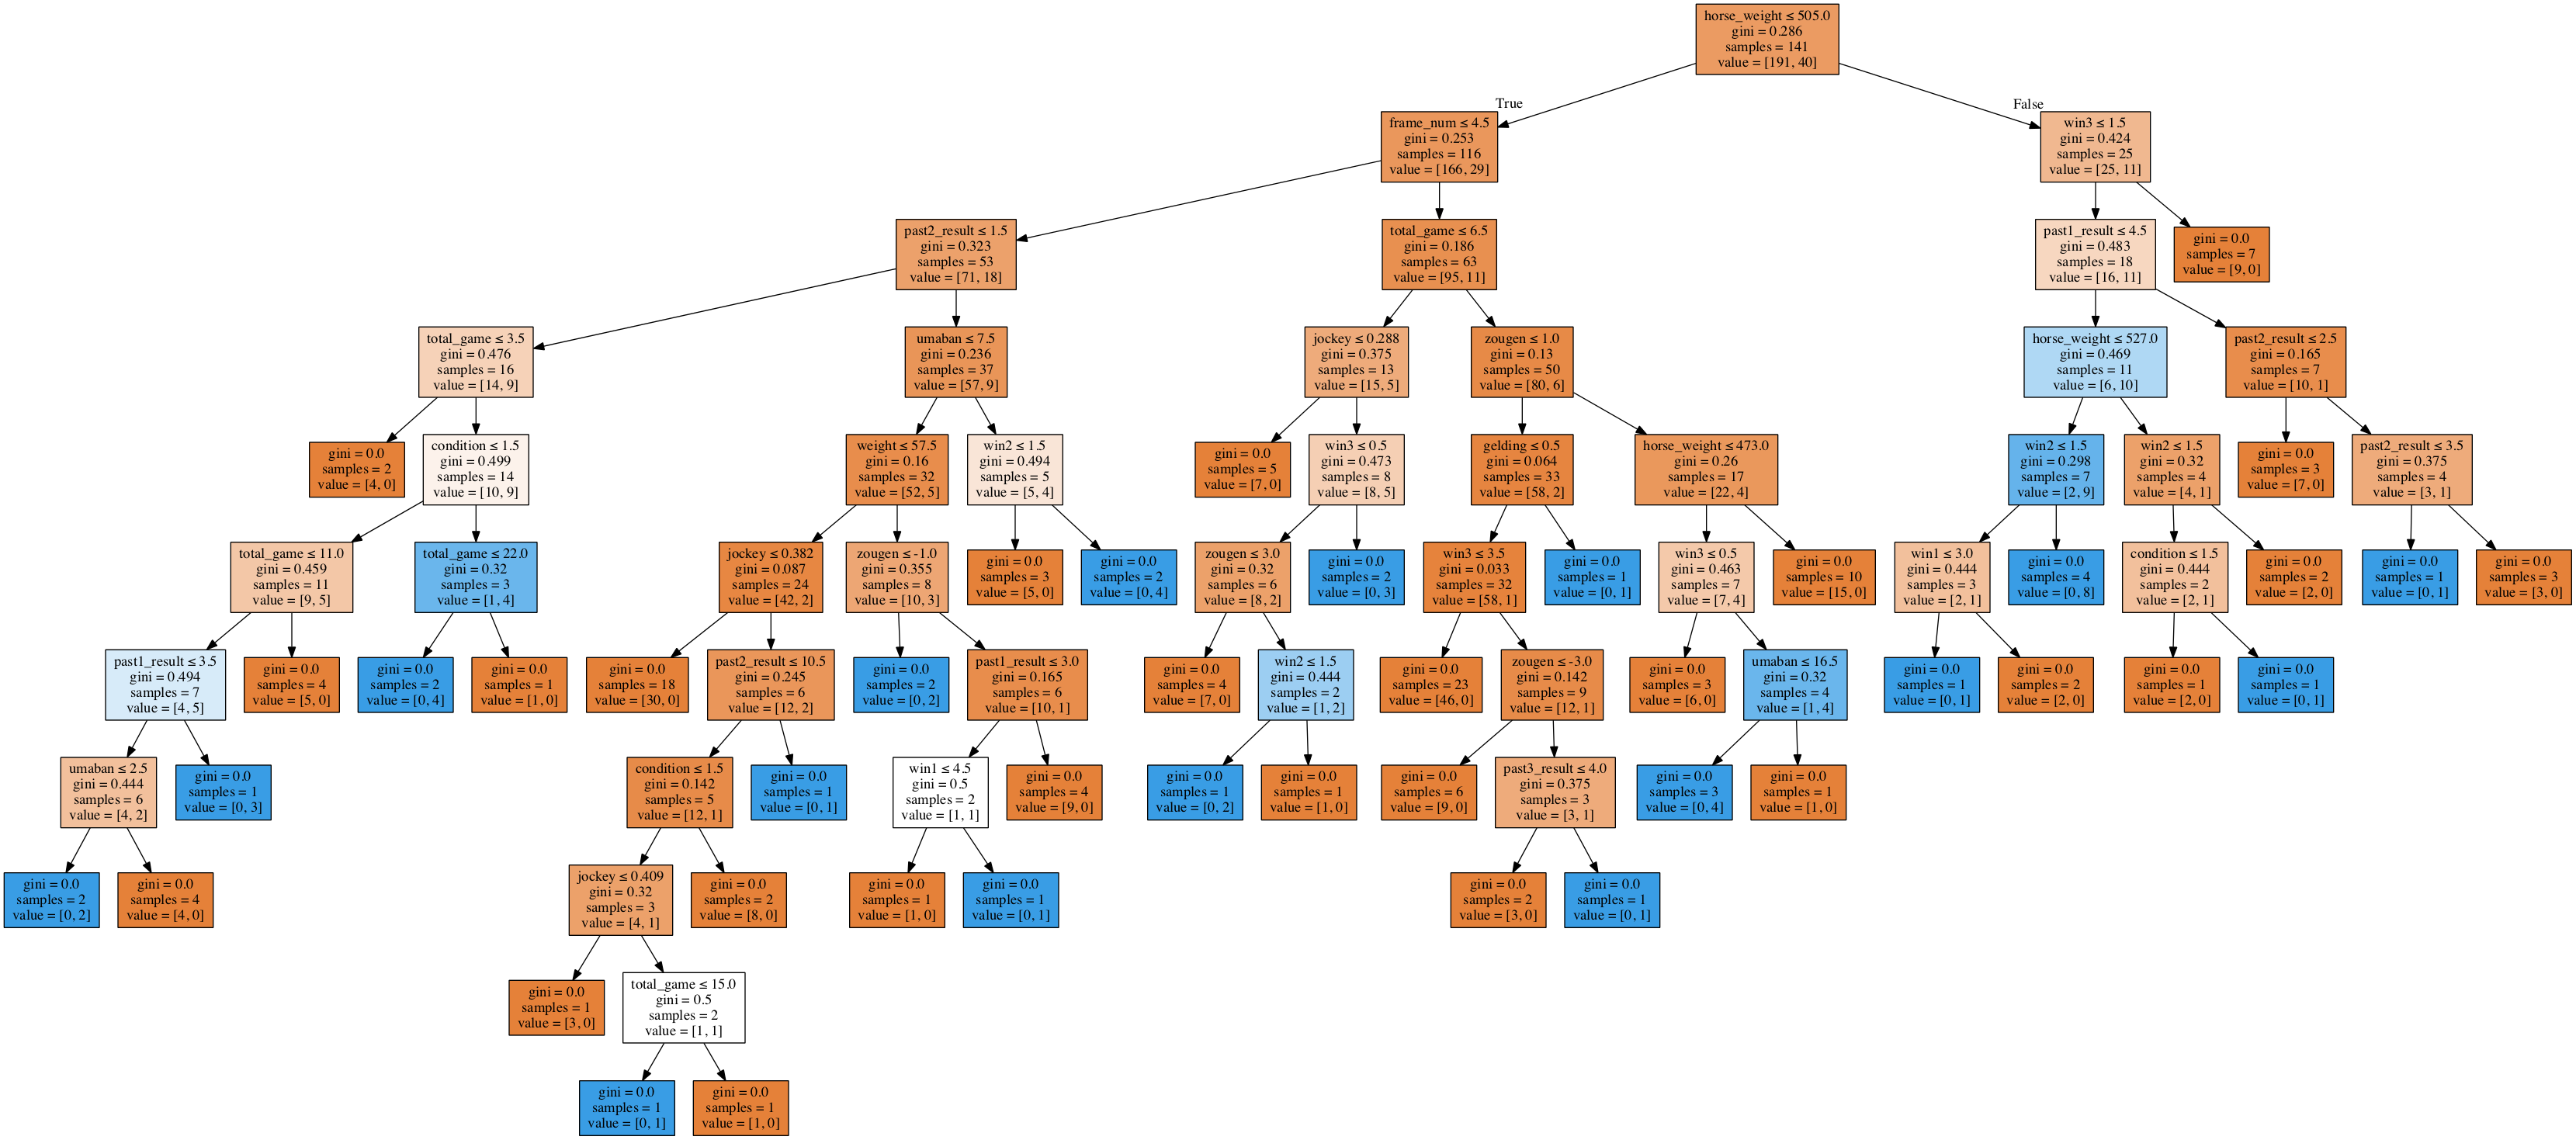 horse_weight ≤ 505.0
gini = 0.286
samples = 141
value = [191, 40]
True
False
frame_num ≤ 4.5
gini = 0.253
samples = 116
value = [166, 29]
win3 ≤ 1.5
gini = 0.424
samples = 25
value = [25, 11]
past2_result ≤ 1.5
gini = 0.323
samples = 53
value = [71, 18]
total_game ≤ 6.5
gini = 0.186
samples = 63
value = [95, 11]
past1_result ≤ 4.5
gini = 0.483
samples = 18
value = [16, 11]
gini = 0.0
samples = 7
value = [9, 0]
total_game ≤ 3.5
gini = 0.476
samples = 16
value = [14, 9]
umaban ≤ 7.5
gini = 0.236
samples = 37
value = [57, 9]
jockey ≤ 0.288
gini = 0.375
samples = 13
value = [15, 5]
zougen ≤ 1.0
gini = 0.13
samples = 50
value = [80, 6]
horse_weight ≤ 527.0
gini = 0.469
samples = 11
value = [6, 10]
past2_result ≤ 2.5
gini = 0.165
samples = 7
value = [10, 1]
gini = 0.0
samples = 2
value = [4, 0]
condition ≤ 1.5
gini = 0.499
samples = 14
value = [10, 9]
weight ≤ 57.5
gini = 0.16
samples = 32
value = [52, 5]
win2 ≤ 1.5
gini = 0.494
samples = 5
value = [5, 4]
gini = 0.0
samples = 5
value = [7, 0]
win3 ≤ 0.5
gini = 0.473
samples = 8
value = [8, 5]
gelding ≤ 0.5
gini = 0.064
samples = 33
value = [58, 2]
horse_weight ≤ 473.0
gini = 0.26
samples = 17
value = [22, 4]
win2 ≤ 1.5
gini = 0.298
samples = 7
value = [2, 9]
win2 ≤ 1.5
gini = 0.32
samples = 4
value = [4, 1]
gini = 0.0
samples = 3
value = [7, 0]
past2_result ≤ 3.5
gini = 0.375
samples = 4
value = [3, 1]
total_game ≤ 11.0
gini = 0.459
samples = 11
value = [9, 5]
total_game ≤ 22.0
gini = 0.32
samples = 3
value = [1, 4]
jockey ≤ 0.382
gini = 0.087
samples = 24
value = [42, 2]
zougen ≤ -1.0
gini = 0.355
samples = 8
value = [10, 3]
gini = 0.0
samples = 3
value = [5, 0]
gini = 0.0
samples = 2
value = [0, 4]
zougen ≤ 3.0
gini = 0.32
samples = 6
value = [8, 2]
gini = 0.0
samples = 2
value = [0, 3]
win3 ≤ 3.5
gini = 0.033
samples = 32
value = [58, 1]
gini = 0.0
samples = 1
value = [0, 1]
win3 ≤ 0.5
gini = 0.463
samples = 7
value = [7, 4]
gini = 0.0
samples = 10
value = [15, 0]
win1 ≤ 3.0
gini = 0.444
samples = 3
value = [2, 1]
gini = 0.0
samples = 4
value = [0, 8]
condition ≤ 1.5
gini = 0.444
samples = 2
value = [2, 1]
gini = 0.0
samples = 2
value = [2, 0]
gini = 0.0
samples = 1
value = [0, 1]
gini = 0.0
samples = 3
value = [3, 0]
past1_result ≤ 3.5
gini = 0.494
samples = 7
value = [4, 5]
gini = 0.0
samples = 4
value = [5, 0]
gini = 0.0
samples = 2
value = [0, 4]
gini = 0.0
samples = 1
value = [1, 0]
gini = 0.0
samples = 18
value = [30, 0]
past2_result ≤ 10.5
gini = 0.245
samples = 6
value = [12, 2]
gini = 0.0
samples = 2
value = [0, 2]
past1_result ≤ 3.0
gini = 0.165
samples = 6
value = [10, 1]
gini = 0.0
samples = 4
value = [7, 0]
win2 ≤ 1.5
gini = 0.444
samples = 2
value = [1, 2]
gini = 0.0
samples = 23
value = [46, 0]
zougen ≤ -3.0
gini = 0.142
samples = 9
value = [12, 1]
gini = 0.0
samples = 3
value = [6, 0]
umaban ≤ 16.5
gini = 0.32
samples = 4
value = [1, 4]
gini = 0.0
samples = 1
value = [0, 1]
gini = 0.0
samples = 2
value = [2, 0]
gini = 0.0
samples = 1
value = [2, 0]
gini = 0.0
samples = 1
value = [0, 1]
umaban ≤ 2.5
gini = 0.444
samples = 6
value = [4, 2]
gini = 0.0
samples = 1
value = [0, 3]
condition ≤ 1.5
gini = 0.142
samples = 5
value = [12, 1]
gini = 0.0
samples = 1
value = [0, 1]
win1 ≤ 4.5
gini = 0.5
samples = 2
value = [1, 1]
gini = 0.0
samples = 4
value = [9, 0]
gini = 0.0
samples = 1
value = [0, 2]
gini = 0.0
samples = 1
value = [1, 0]
gini = 0.0
samples = 6
value = [9, 0]
past3_result ≤ 4.0
gini = 0.375
samples = 3
value = [3, 1]
gini = 0.0
samples = 3
value = [0, 4]
gini = 0.0
samples = 1
value = [1, 0]
gini = 0.0
samples = 2
value = [0, 2]
gini = 0.0
samples = 4
value = [4, 0]
jockey ≤ 0.409
gini = 0.32
samples = 3
value = [4, 1]
gini = 0.0
samples = 2
value = [8, 0]
gini = 0.0
samples = 1
value = [1, 0]
gini = 0.0
samples = 1
value = [0, 1]
gini = 0.0
samples = 2
value = [3, 0]
gini = 0.0
samples = 1
value = [0, 1]
gini = 0.0
samples = 1
value = [3, 0]
total_game ≤ 15.0
gini = 0.5
samples = 2
value = [1, 1]
gini = 0.0
samples = 1
value = [0, 1]
gini = 0.0
samples = 1
value = [1, 0]